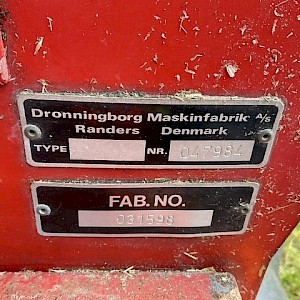 Dronningborg Maskinfabrik A/S
Randers Denmark
TYPE NR. 047984
FAB. NO.
031598